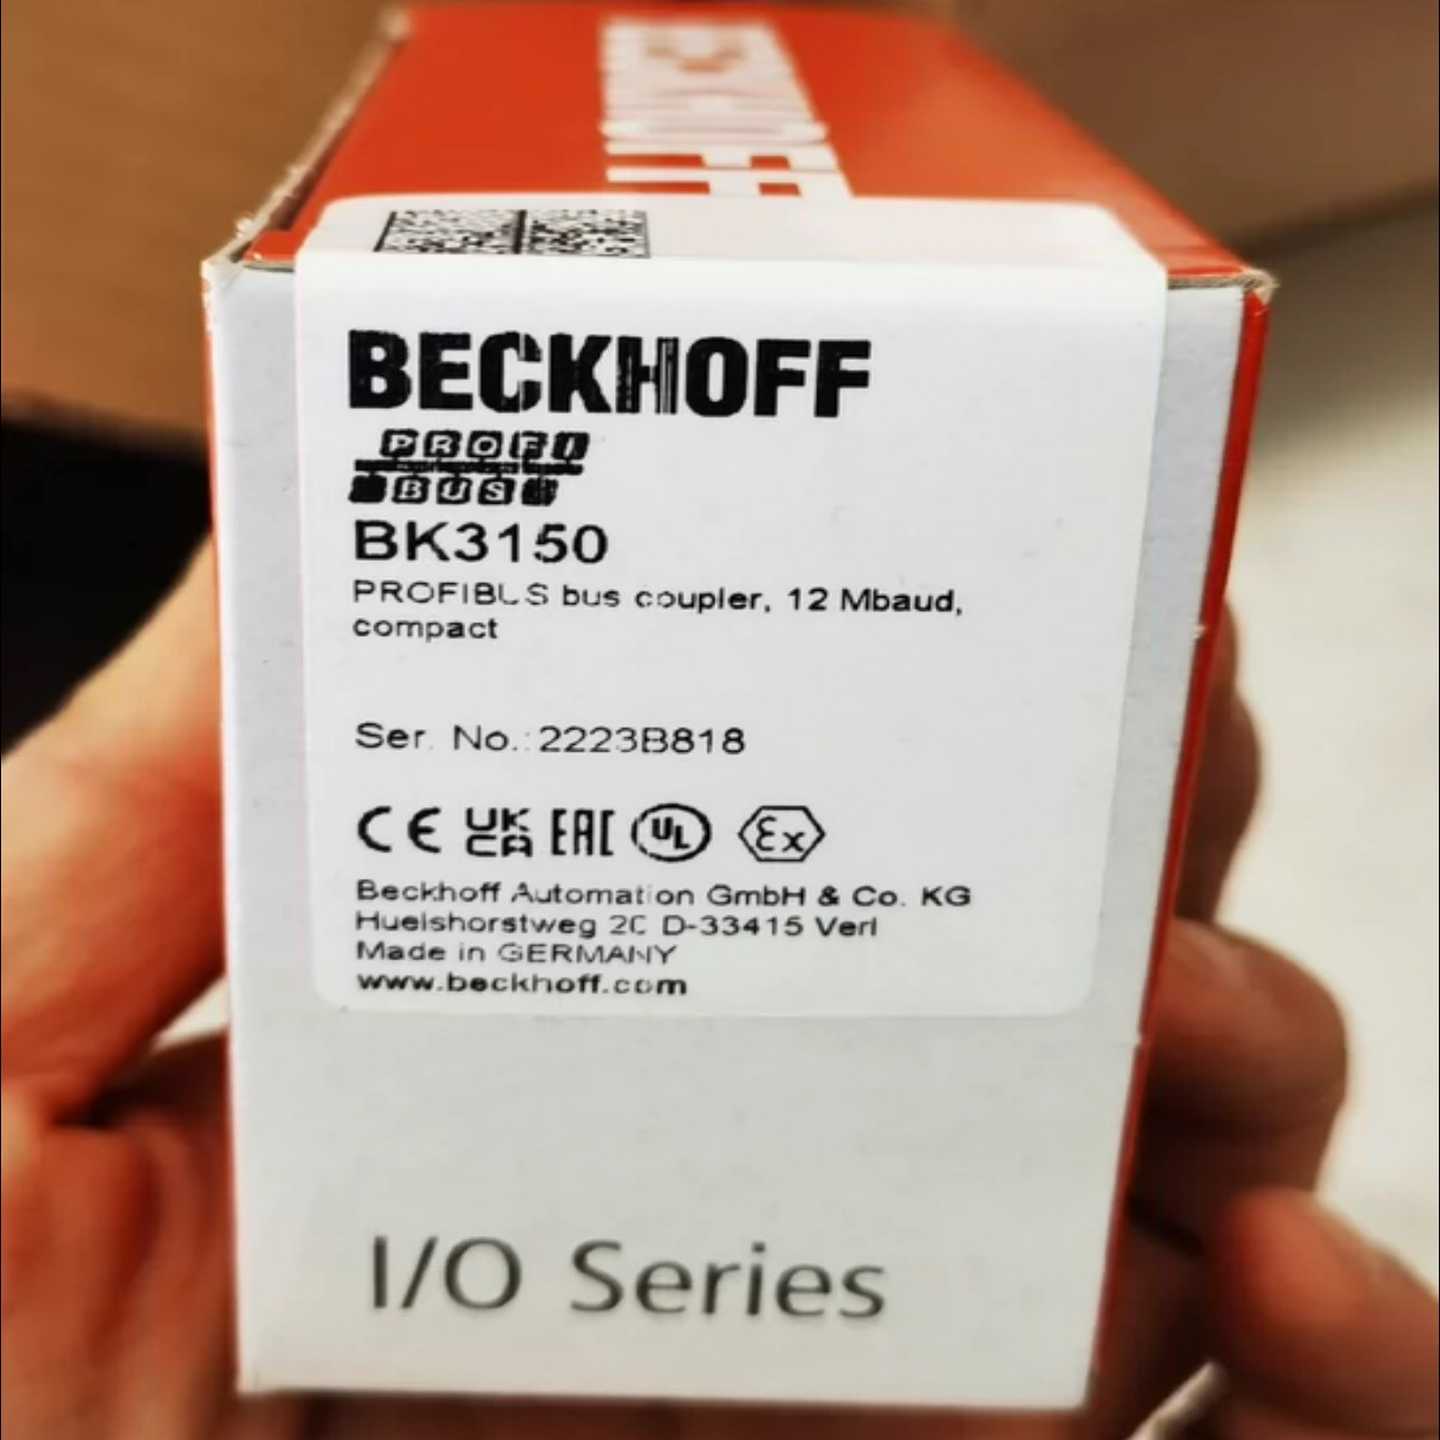 BECKHOFF
PROFI
BUS
BK3150
PROFIBUS bus coupler, 12 Mbaud,
compact
Ser. No.: 2223B818
CE UK CA EAC UL Ex
Beckhoff Automation GmbH & Co. KG
Huelshorstweg 20 D-33415 Verl
Made in GERMANY
www.beckhoff.com
I/O Series